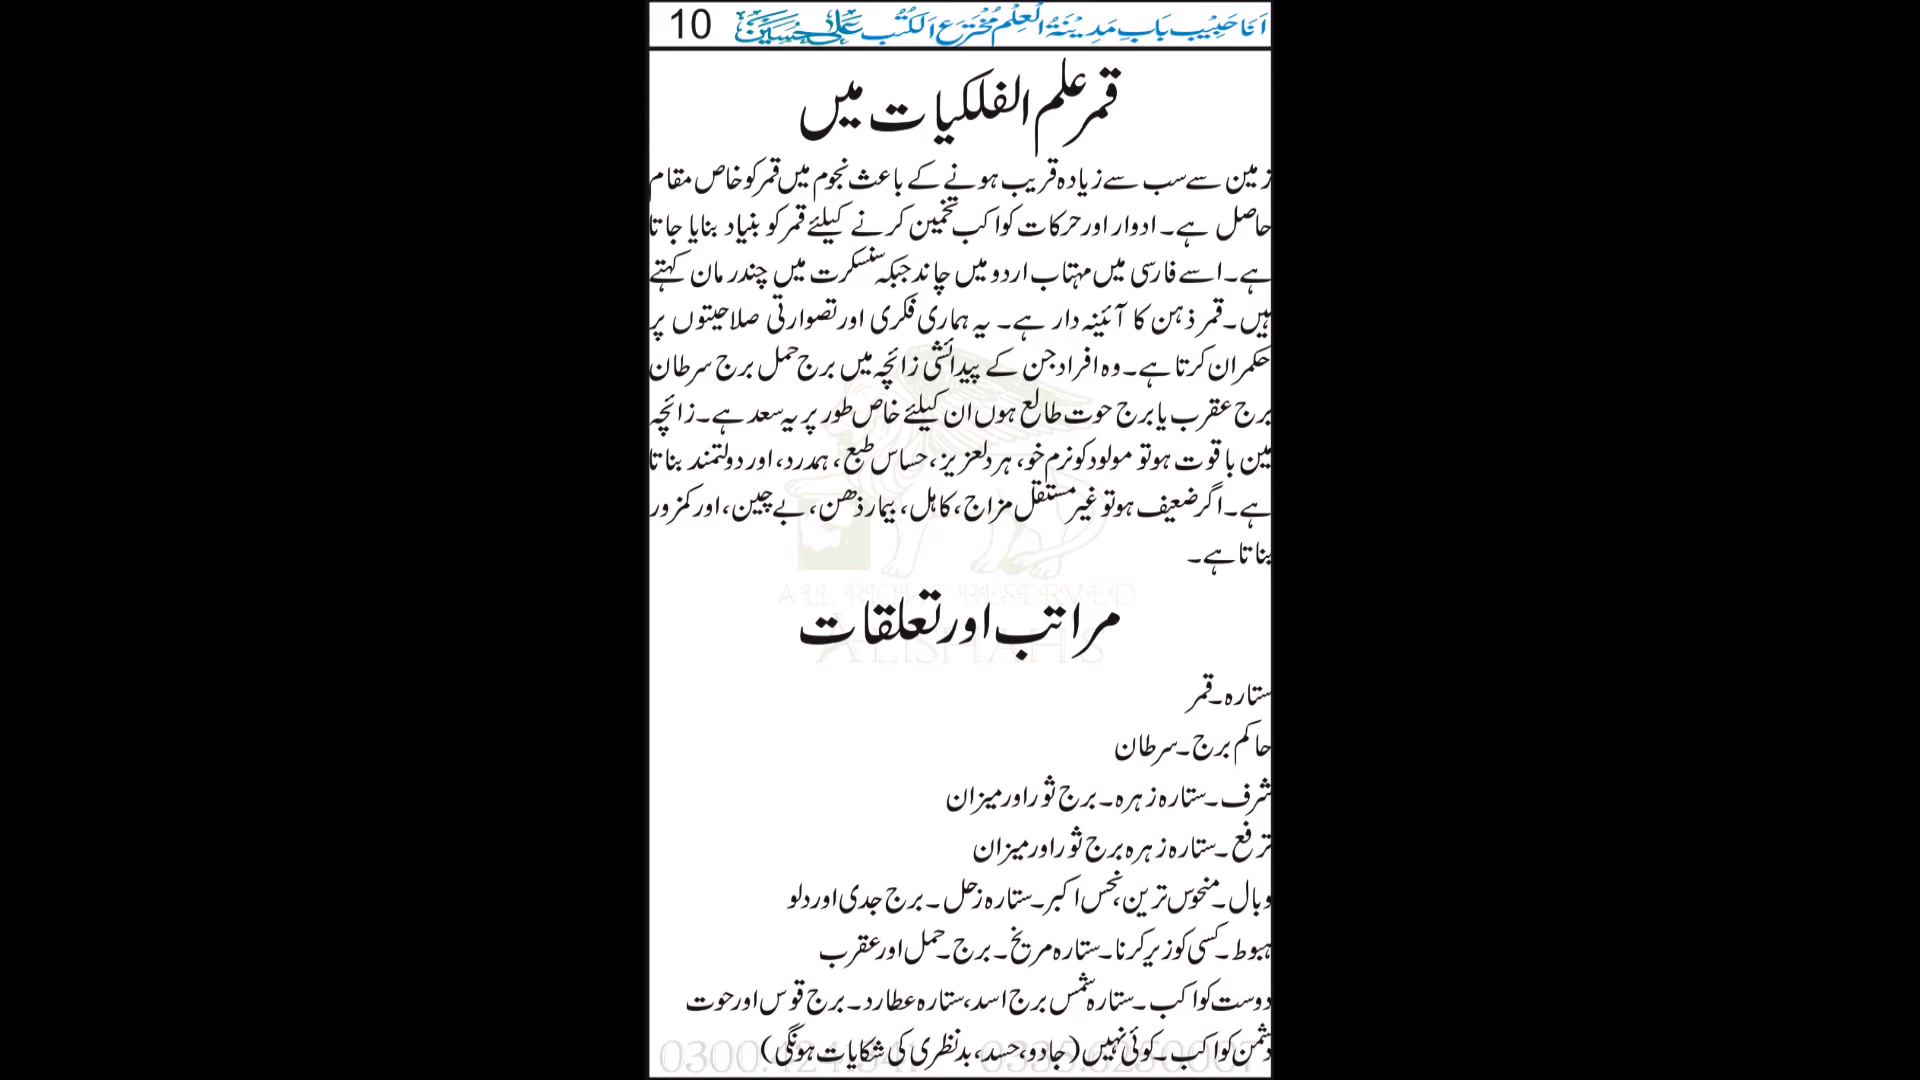 اَنَا حَبِیْب بَابِ مَدِیْنَۃُ الْعِلْم مُخْتَرَع اَلکُتُب عَلی حُسَیْن 10
قمر علم الفلکیات میں
زمین سے سب سے زیادہ قریب ہونے کے باعث نجوم میں قمر کو خاص مقام
حاصل ہے۔ ادوار اور حرکات کواکب تخمین کرنے کیلئے قمر کو بنیاد بنایا جاتا
ہے۔ اسے فارسی میں مہتاب اردو میں چاند جبکہ سنسکرت میں چندر مان کہتے
ہیں۔ قمر ذہن کا آئینہ دار ہے۔ یہ ہماری فکری اور تصوارتی صلاحیتوں پر
حکمران کرتا ہے۔ وہ افراد جن کے پیدائشی زائچہ میں برج حمل برج سرطان
برج عقرب یا برج حوت طالع ہوں ان کیلئے خاص طور پر یہ سعد ہے۔ زائچہ
مین باقوت ہو تو مولود کو نرم خو، ہر دلعزیز، حساس طبع، ہمدرد، اور دولتمند بناتا
ہے۔ اگر ضعیف ہو تو غیر مستقل مزاج، کاہل، بیمار ذھن، بے چین، اور کمزور
بناتا ہے۔
ALL RIGHT RESERVED
مراتب اور تعلقات
ALISHAH'S
ستارہ۔ قمر
حاکم برج۔ سرطان
شرف۔ ستارہ زہرہ۔ برج ثور اور میزان
ترفع۔ ستارہ زہرہ برج ثور اور میزان
وبال۔ منحوس ترین، نحس اکبر۔ ستارہ زحل۔ برج جدی اور دلو
ہبوط۔ کسی کو زیر کرنا۔ ستارہ مریخ۔ برج۔ حمل اور عقرب
دوست کواکب۔ ستارہ شمس برج اسد، ستارہ عطارد۔ برج قوس اور حوت
دشمن کواکب۔ کوئی نہیں (جادو، حسد، بدنظری کی شکایات ہونگی)